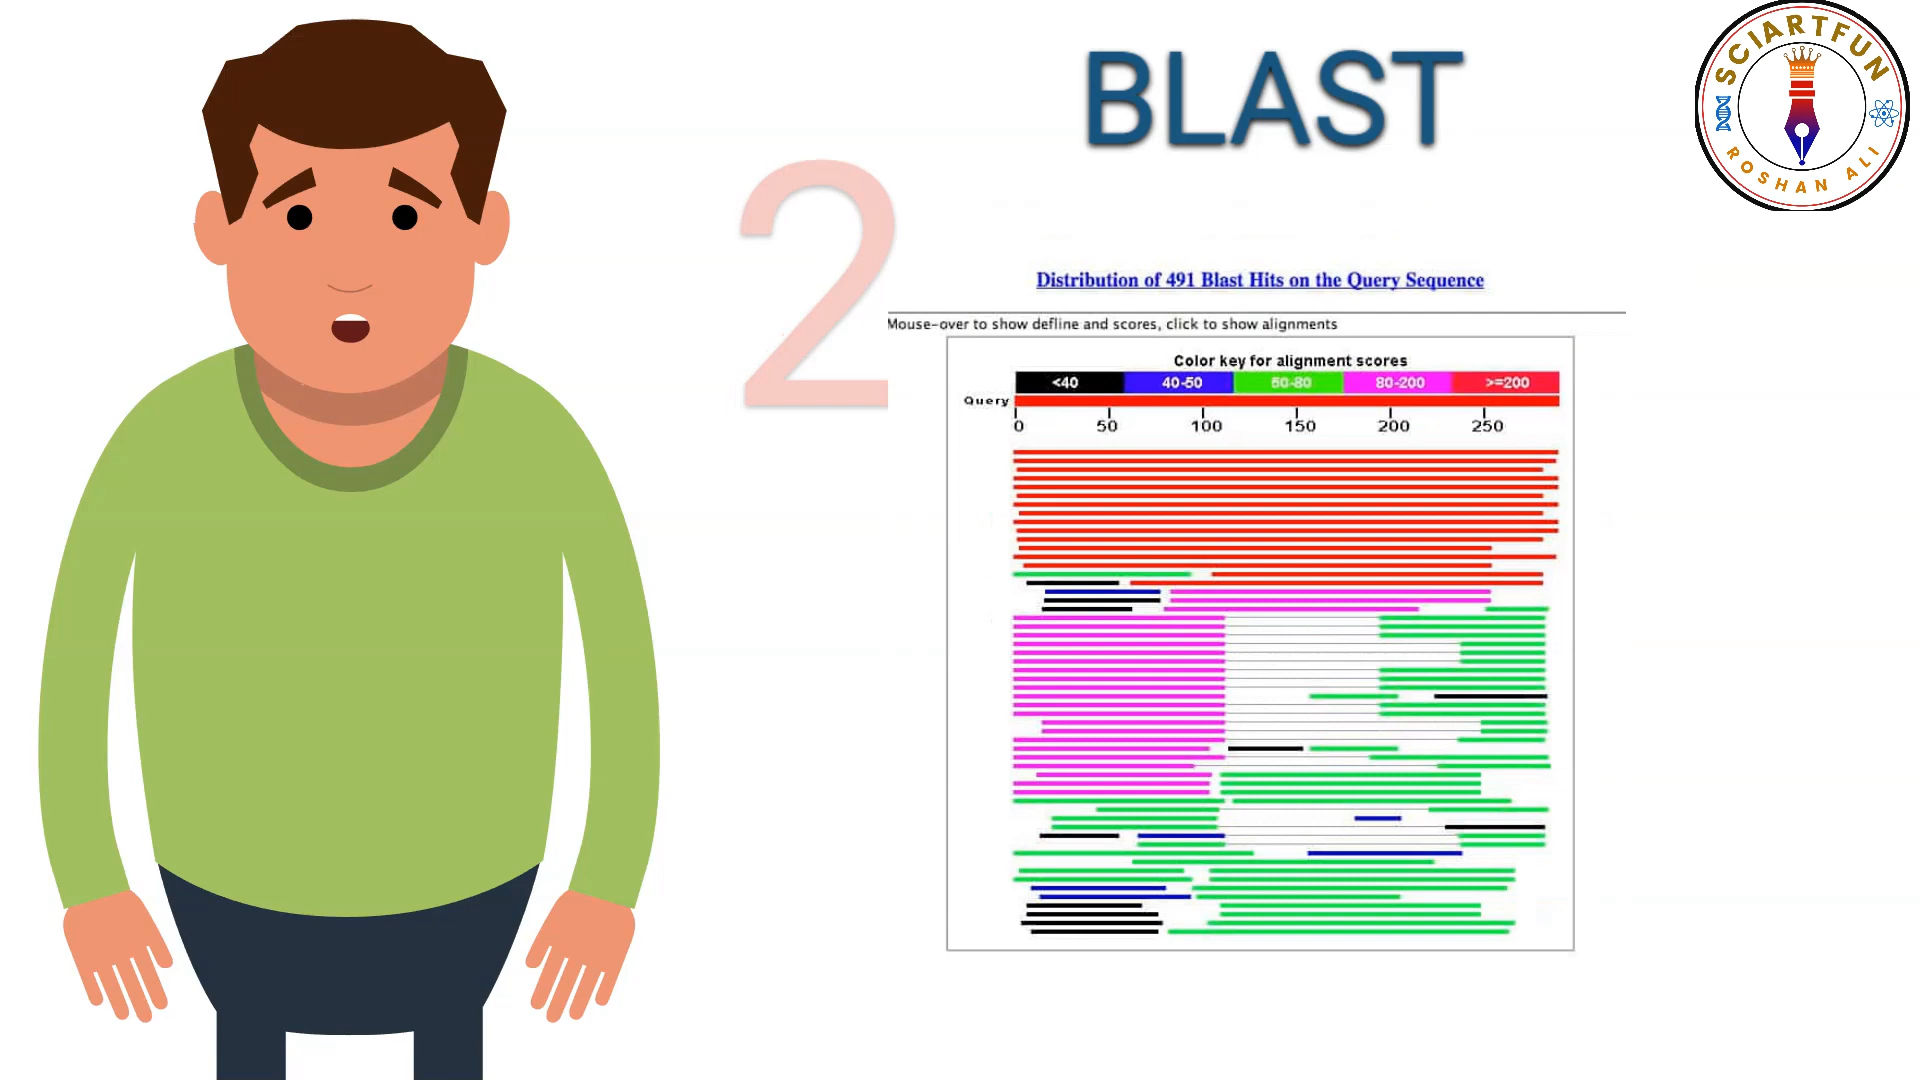 BLAST
SCIARTFUN
ROSHAN ALI
2
Distribution of 491 Blast Hits on the Query Sequence
Mouse-over to show defline and scores, click to show alignments
Color key for alignment scores
<40 40-50 50-80 80-200 >=200
Query
0 50 100 150 200 250